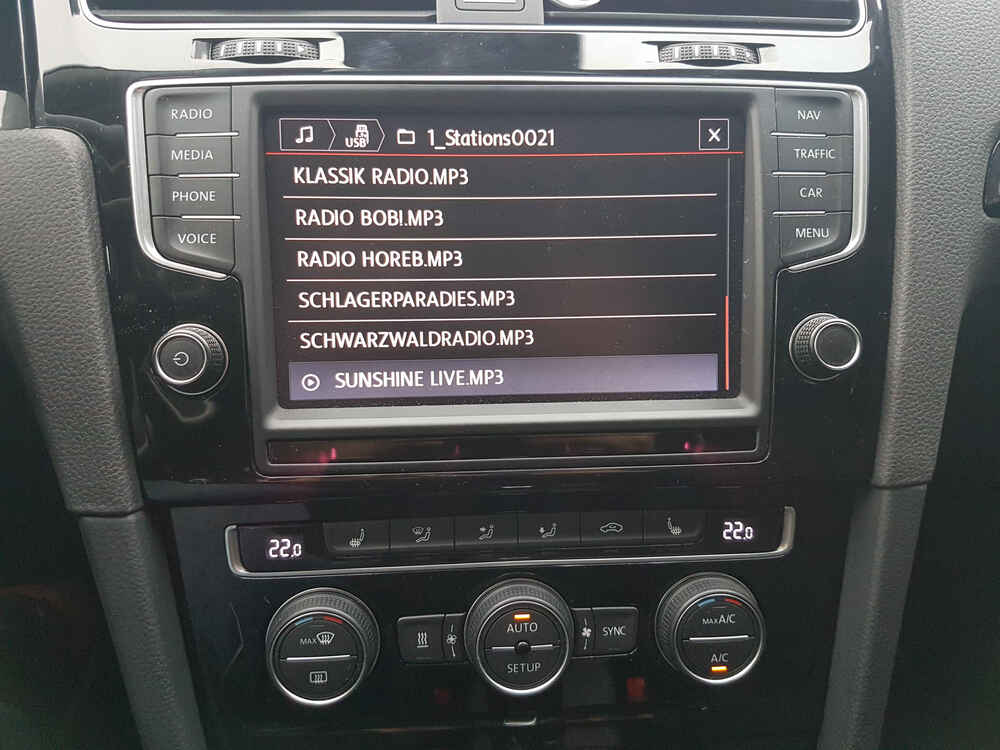 RADIO
MEDIA
PHONE
VOICE
USB
1_Stations0021
X
KLASSIK RADIO.MP3
RADIO BOB!.MP3
RADIO HOREB.MP3
SCHLAGERPARADIES.MP3
SCHWARZWALDRADIO.MP3
SUNSHINE LIVE.MP3
NAV
TRAFFIC
CAR
MENU
22.0
22.0
MAX
AUTO
SETUP
SYNC
MAX A/C
A/C